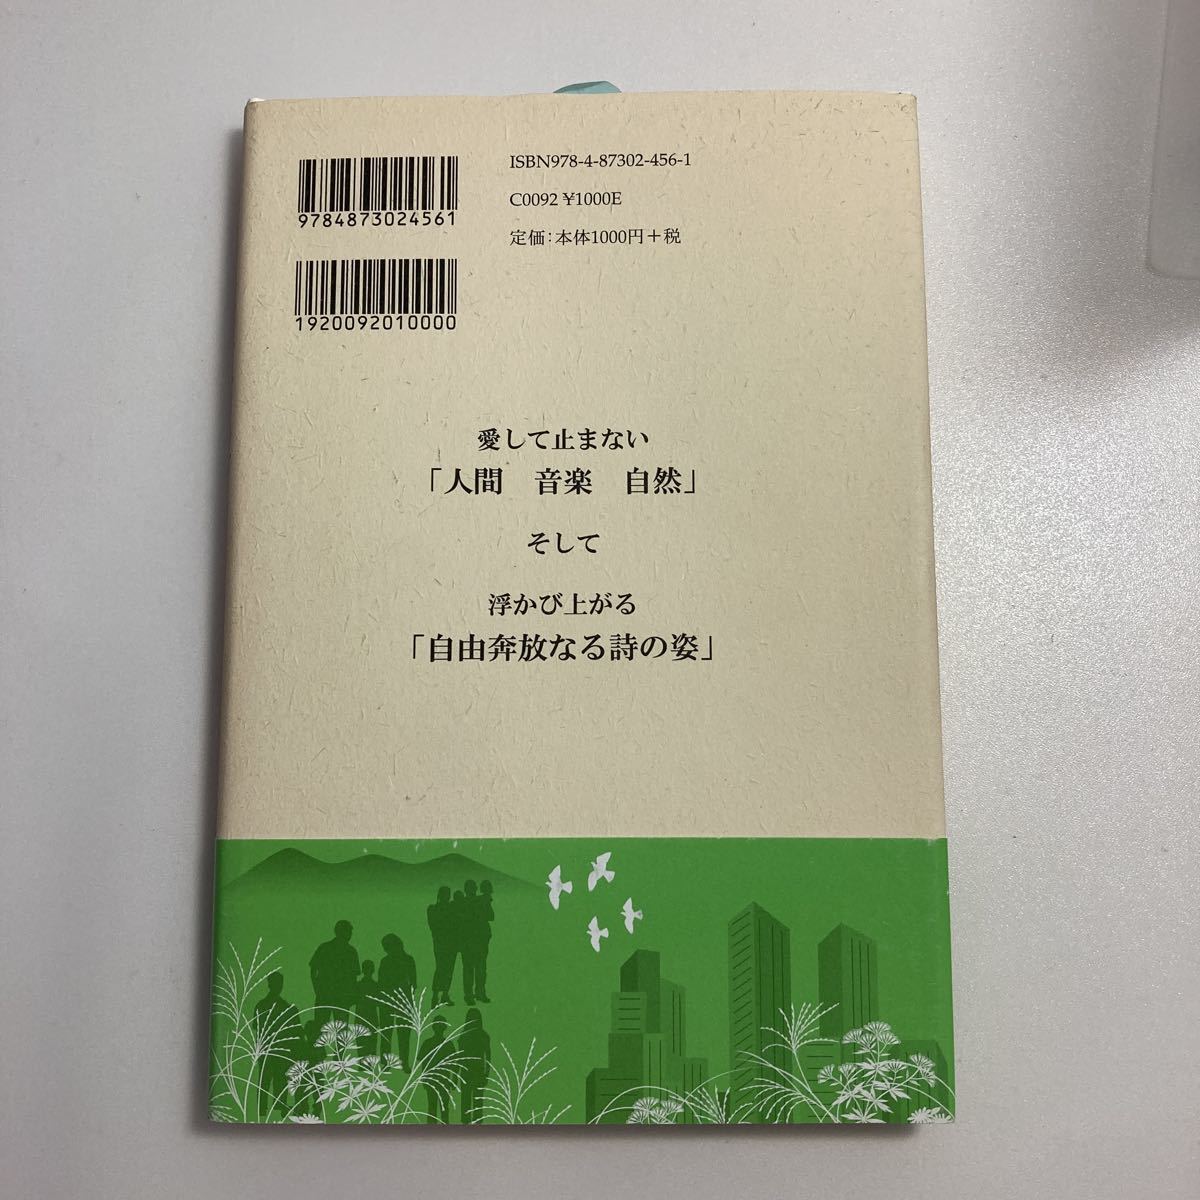 ISBN978-4-87302-456-1
C0092 ¥1000E
定価:本体1000円+税
9784873024561
1920092010000
愛して止まない
「人間　音楽　自然」
そして
浮かび上がる
「自由奔放なる詩の姿」